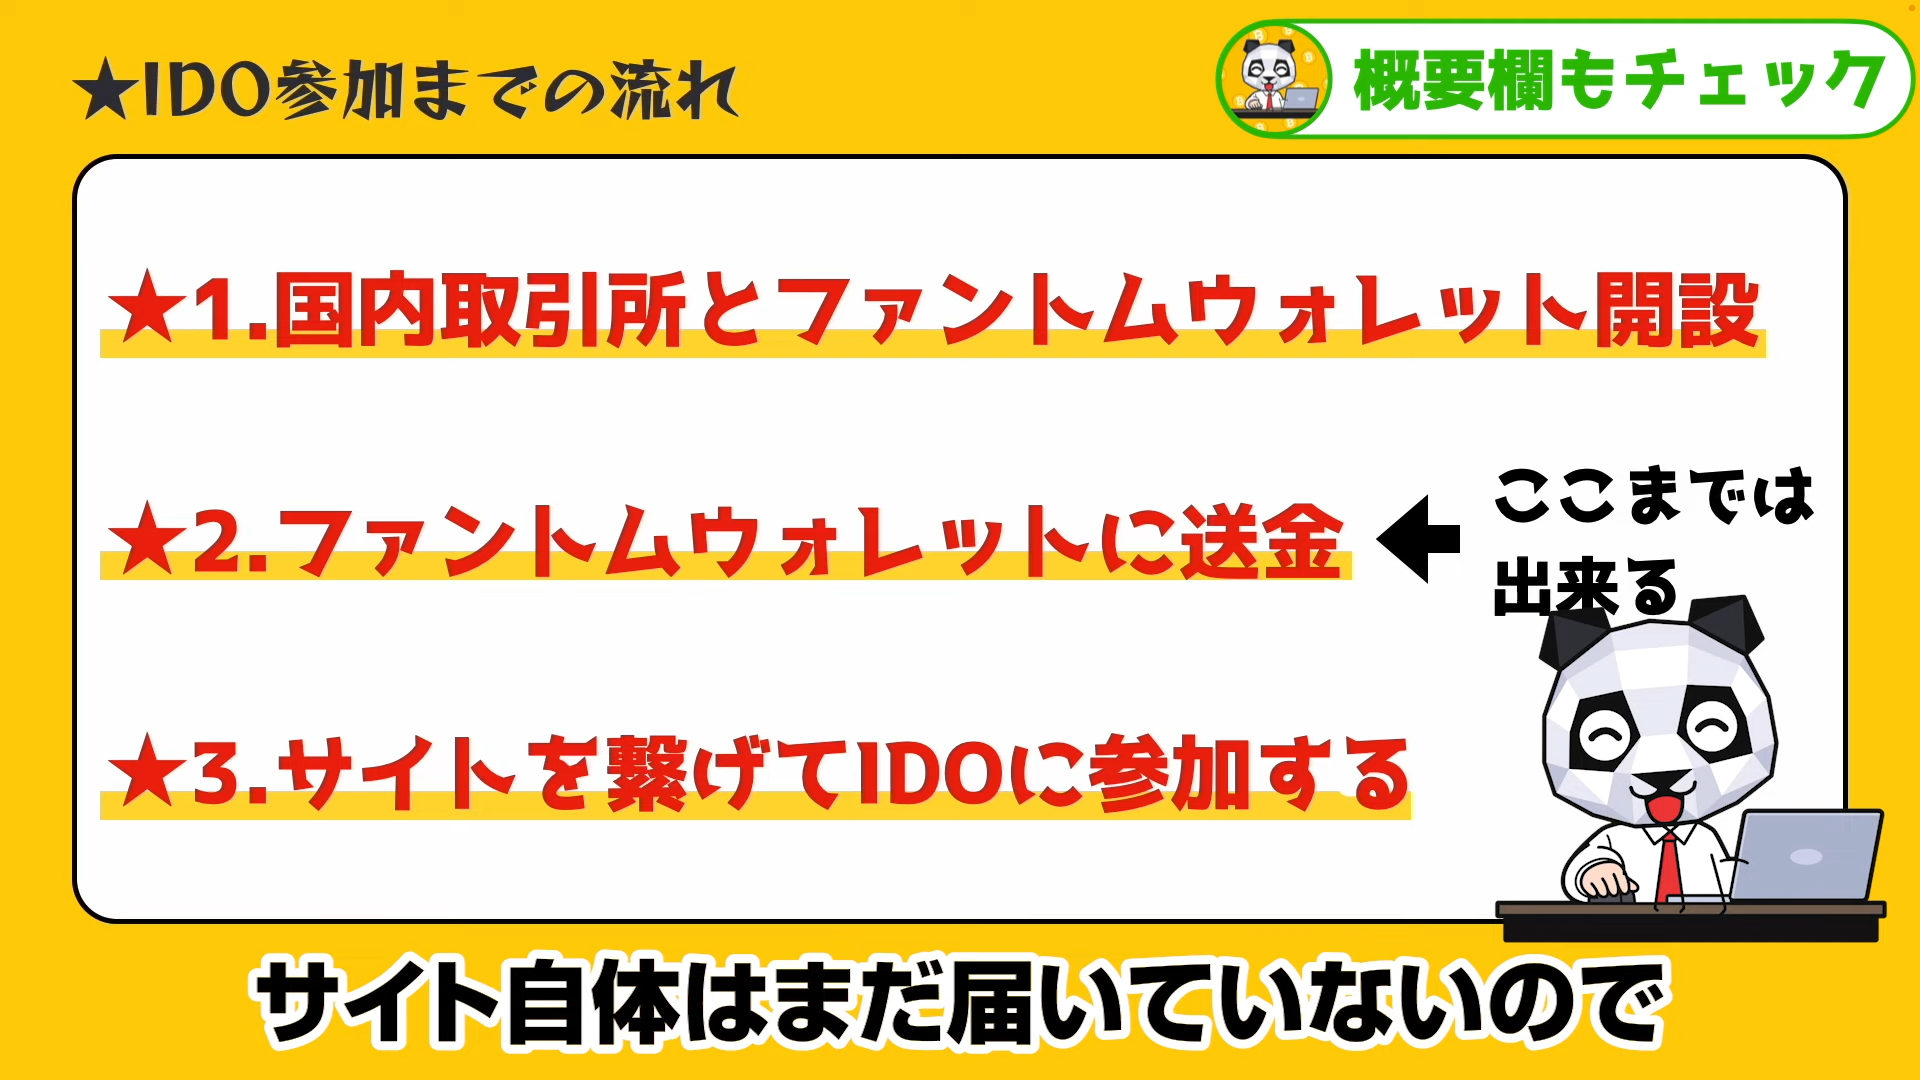 ★IDO参加までの流れ
概要欄もチェック
★1.国内取引所とファントムウォレット開設
★2.ファントムウォレットに送金
ここまでは
出来る
★3.サイトを繋げてIDOに参加する
サイト自体はまだ届いていないので